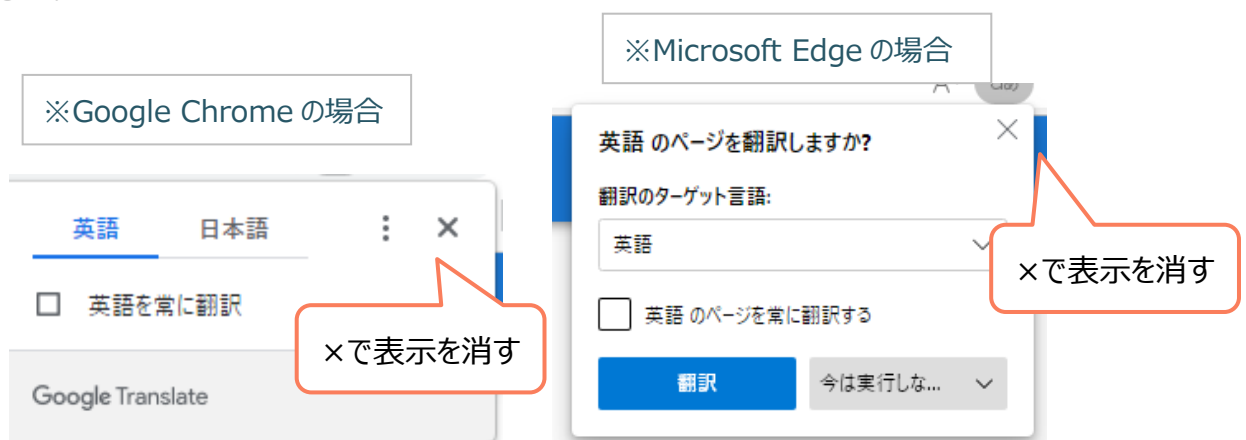 ※Google Chrome の場合
英語 日本語
英語を常に翻訳
×で表示を消す
Google Translate
※Microsoft Edge の場合
英語 のページを翻訳しますか?
翻訳のターゲット言語:
英語
×で表示を消す
英語 のページを常に翻訳する
翻訳 今は実行しな...